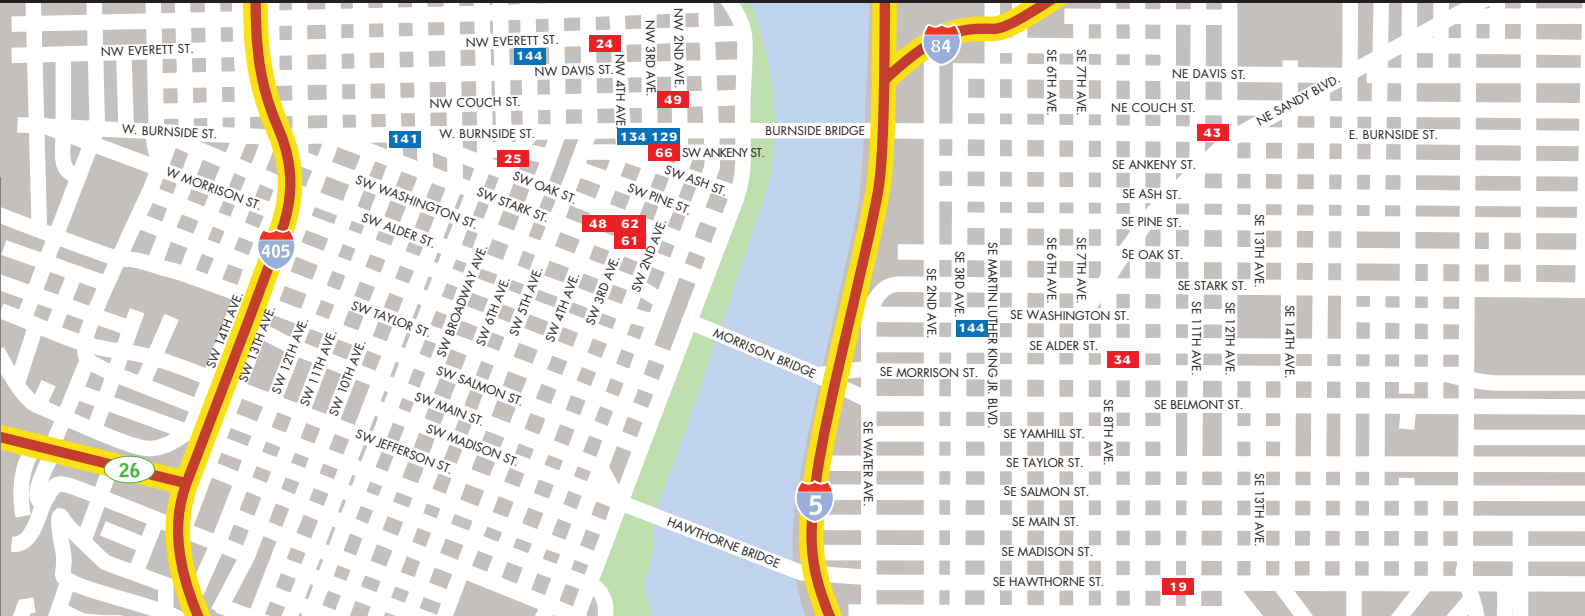 NW EVERETT ST.
NW EVERETT ST.
144
24
NW DAVIS ST.
NW 4TH AVE.
NW 3RD AVE.
NW 2ND AVE.
NW COUCH ST.
49
W. BURNSIDE ST.
141
W. BURNSIDE ST.
134 129
66
SW ANKENY ST.
25
BURNSIDE BRIDGE
W MORRISON ST.
SW WASHINGTON ST.
SW ALDER ST.
SW OAK ST.
SW STARK ST.
SW ASH ST.
SW PINE ST.
48 62
61
405
SW 14TH AVE.
SW 13TH AVE.
SW 12TH AVE.
SW 11TH AVE.
SW 10TH AVE.
SW TAYLOR ST.
SW BROADWAY AVE.
SW 6TH AVE.
SW 5TH AVE.
SW 4TH AVE.
SW 3RD AVE.
SW 2ND AVE.
SW SALMON ST.
SW MAIN ST.
SW MADISON ST.
SW JEFFERSON ST.
26
MORRISON BRIDGE
HAWTHORNE BRIDGE
5
84
SE 6TH AVE.
SE 7TH AVE.
NE DAVIS ST.
NE COUCH ST.
NE SANDY BLVD.
43
E. BURNSIDE ST.
SE ANKENY ST.
SE ASH ST.
SE PINE ST.
SE OAK ST.
SE 13TH AVE.
SE STARK ST.
SE 2ND AVE.
SE 3RD AVE.
SE MARTIN LUTHER KING JR. BLVD.
SE 6TH AVE.
SE 7TH AVE.
SE WASHINGTON ST.
144
SE ALDER ST.
34
SE 11TH AVE.
SE 12TH AVE.
SE 14TH AVE.
SE MORRISON ST.
SE BELMONT ST.
SE WATER AVE.
SE 8TH AVE.
SE YAMHILL ST.
SE TAYLOR ST.
SE SALMON ST.
SE MAIN ST.
SE MADISON ST.
SE 13TH AVE.
SE HAWTHORNE ST.
19